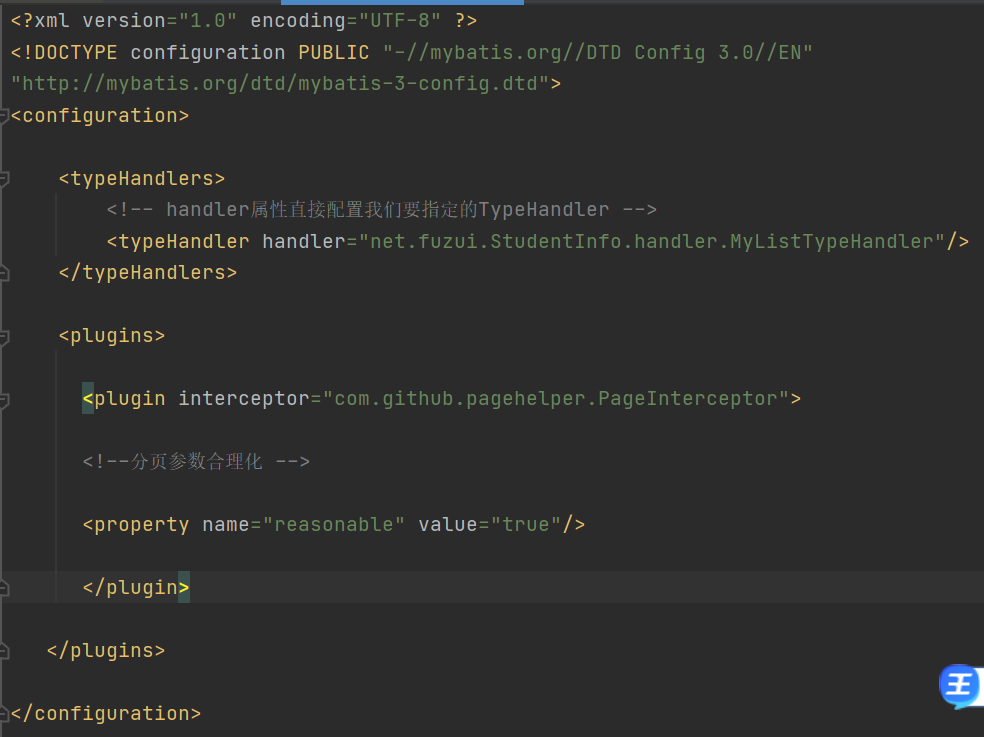 <?xml version="1.0" encoding="UTF-8" ?>
<!DOCTYPE configuration PUBLIC "-//mybatis.org//DTD Config 3.0//EN"
"http://mybatis.org/dtd/mybatis-3-config.dtd">
<configuration>
<typeHandlers>
<!-- handler属性直接配置我们要指定的TypeHandler -->
<typeHandler handler="net.fuzui.StudentInfo.handler.MyListTypeHandler"/>
</typeHandlers>
<plugins>
<plugin interceptor="com.github.pagehelper.PageInterceptor">
<!--分页参数合理化 -->
<property name="reasonable" value="true"/>
</plugin>
</plugins>
王
</configuration>